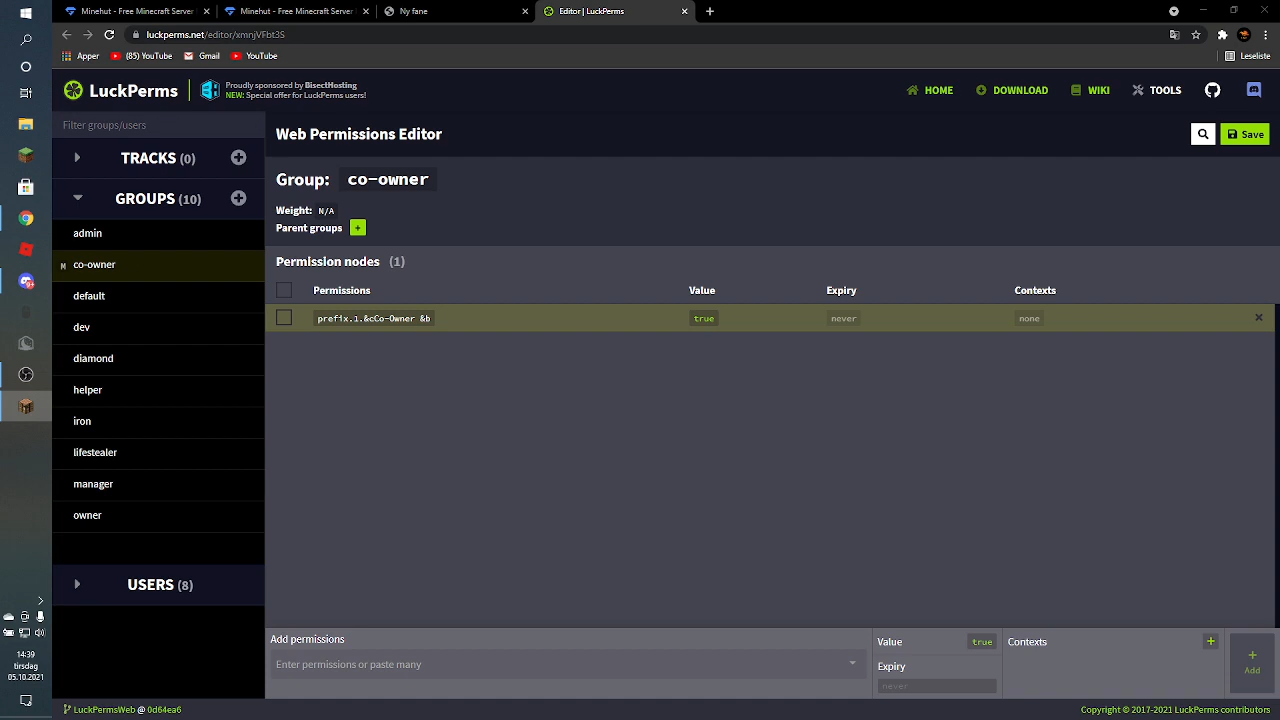 Minehut - Free Minecraft Server
Minehut - Free Minecraft Server
Ny fane
Editor | LuckPerms
luckperms.net/editor/xmnjVFbt3S
Apper
(85) YouTube
Gmail
YouTube
Leseliste
LuckPerms
Proudly sponsored by BisectHosting
NEW: Special offer for LuckPerms users!
HOME
DOWNLOAD
WIKI
TOOLS
Filter groups/users
TRACKS (0)
GROUPS (10)
admin
M co-owner
default
dev
diamond
helper
iron
lifestealer
manager
owner
USERS (8)
Web Permissions Editor
Save
Group: co-owner
Weight: N/A
Parent groups +
Permission nodes (1)
Permissions Value Expiry Contexts
prefix.1.&cCo-Owner &b true never none
Add permissions
Enter permissions or paste many
Value true
Expiry
never
Contexts +
+
Add
14:39
tirsdag
05.10.2021
LuckPermsWeb @ 0d64ea6
Copyright © 2017-2021 LuckPerms contributors